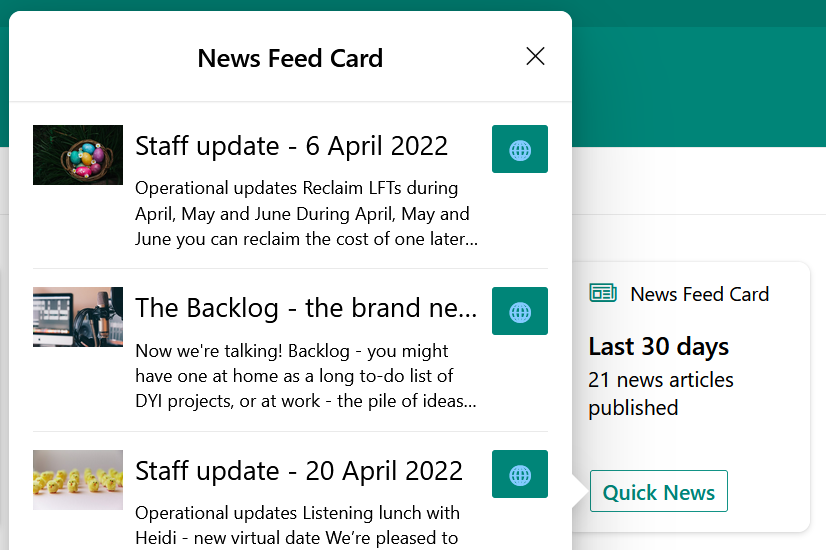 News Feed Card
Staff update - 6 April 2022
Operational updates Reclaim LFTs during
April, May and June During April, May and
June you can reclaim the cost of one later...
The Backlog - the brand ne...
Now we're talking! Backlog - you might
have one at home as a long to-do list of
DYI projects, or at work - the pile of ideas...
Staff update - 20 April 2022
Operational updates Listening lunch with
Heidi - new virtual date We're pleased to
News Feed Card
Last 30 days
21 news articles
published
Quick News